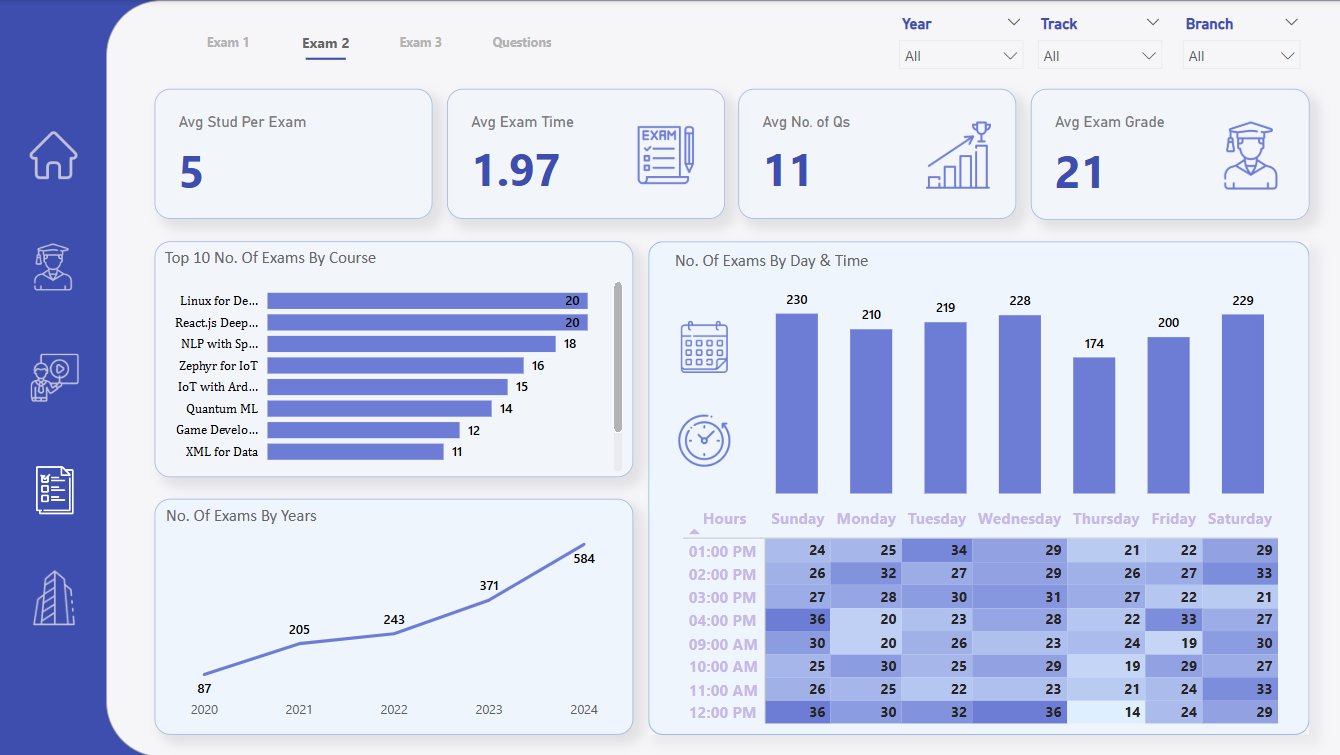 Exam 1 Exam 2 Exam 3 Questions
Year Track Branch
All All All
Avg Stud Per Exam
5
Avg Exam Time
1.97
EXAM
Avg No. of Qs
11
Avg Exam Grade
21
Top 10 No. Of Exams By Course
Linux for De... 20
React.js Deep... 20
NLP with Sp... 18
Zephyr for IoT 16
IoT with Ard... 15
Quantum ML 14
Game Develo... 12
XML for Data 11
No. Of Exams By Years
87 205 243 371 584
2020 2021 2022 2023 2024
No. Of Exams By Day & Time
230 210 219 228 174 200 229
Hours Sunday Monday Tuesday Wednesday Thursday Friday Saturday
01:00 PM 24 25 34 29 21 22 29
02:00 PM 26 32 27 29 26 27 33
03:00 PM 27 28 30 31 27 22 21
04:00 PM 36 20 23 28 22 33 27
09:00 AM 30 20 26 23 24 19 30
10:00 AM 25 30 25 29 19 29 27
11:00 AM 26 25 22 23 21 24 33
12:00 PM 36 30 32 36 14 24 29